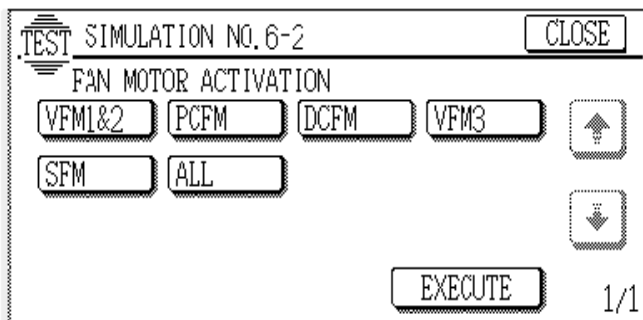 TEST SIMULATION NO.6-2 CLOSE
FAN MOTOR ACTIVATION
VFM1&2 PCFM DCFM VFM3
SFM ALL
EXECUTE 1/1